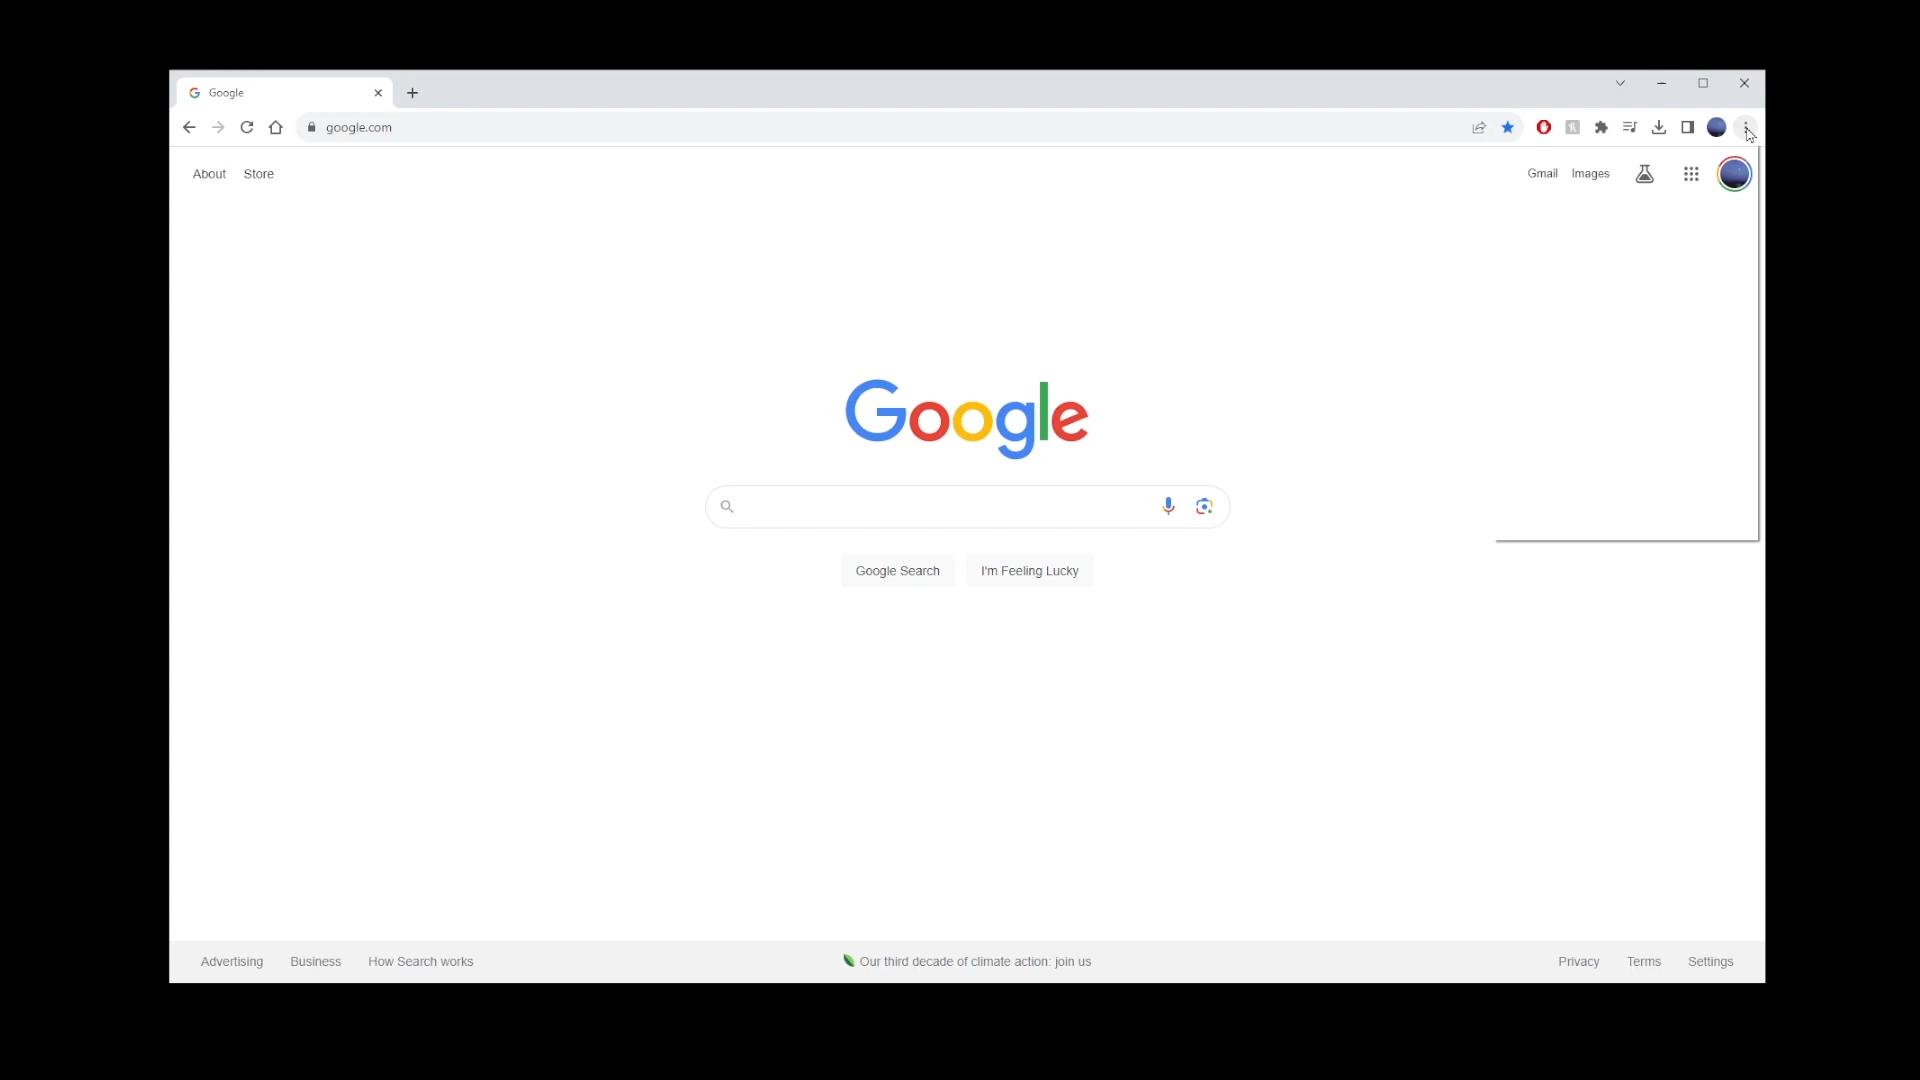 Google
google.com
About Store
Gmail Images
Google
Google Search I'm Feeling Lucky
Advertising Business How Search works
Our third decade of climate action: join us
Privacy Terms Settings